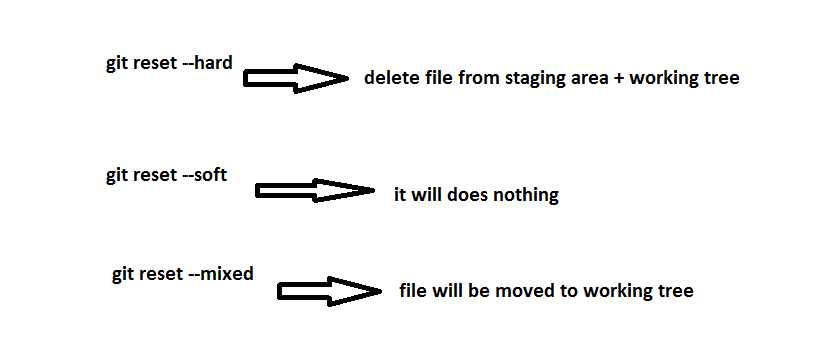 git reset --hard
delete file from staging area + working tree
git reset --soft
it will does nothing
git reset --mixed
file will be moved to working tree